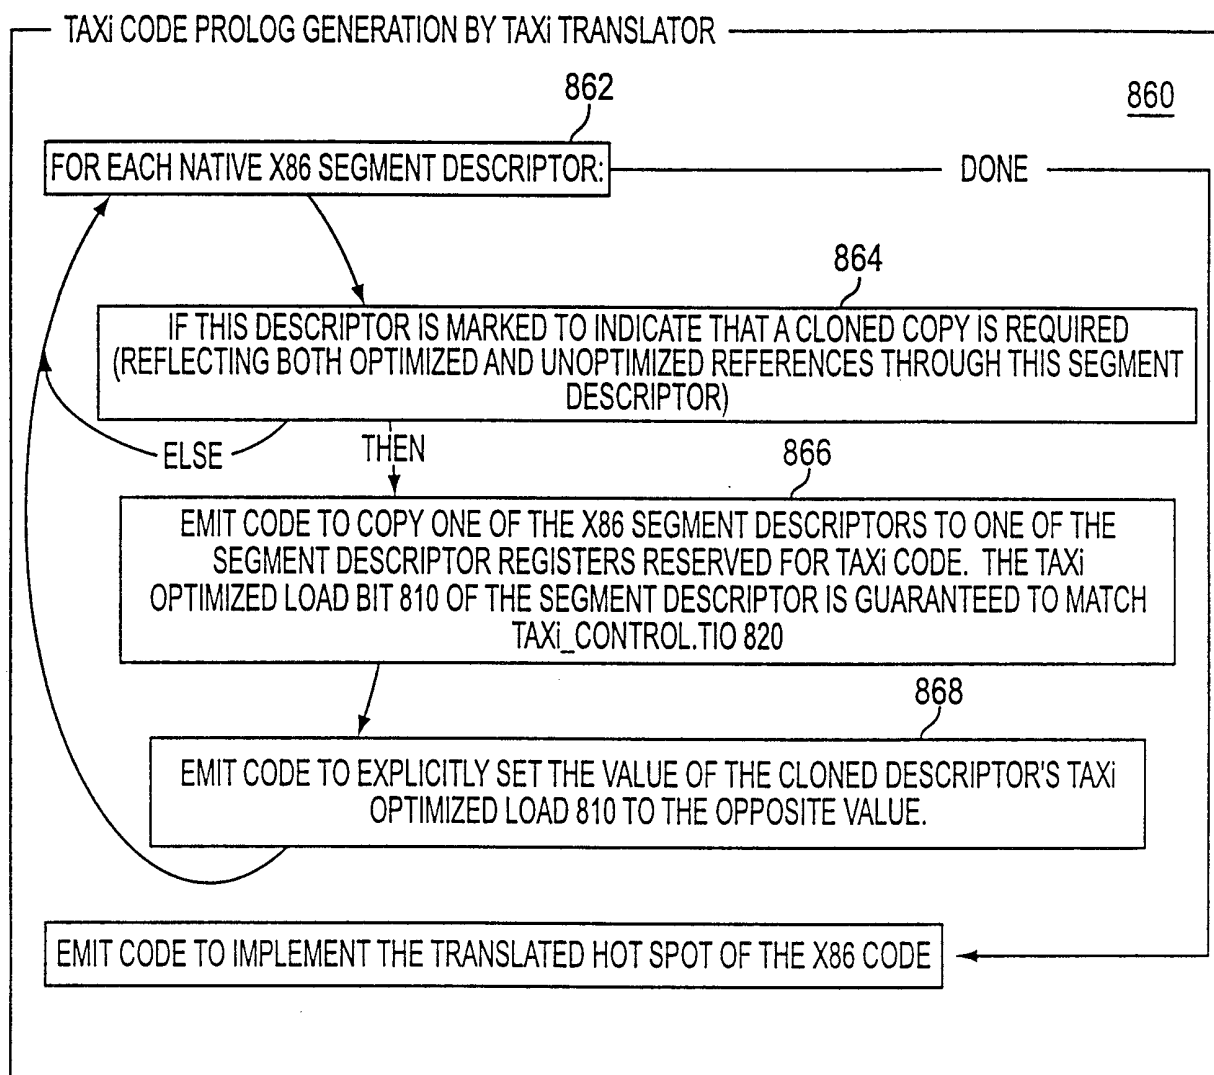 TAXi CODE PROLOG GENERATION BY TAXi TRANSLATOR
860
862
FOR EACH NATIVE X86 SEGMENT DESCRIPTOR:
DONE
864
IF THIS DESCRIPTOR IS MARKED TO INDICATE THAT A CLONED COPY IS REQUIRED
(REFLECTING BOTH OPTIMIZED AND UNOPTIMIZED REFERENCES THROUGH THIS SEGMENT
DESCRIPTOR)
ELSE
THEN
866
EMIT CODE TO COPY ONE OF THE X86 SEGMENT DESCRIPTORS TO ONE OF THE
SEGMENT DESCRIPTOR REGISTERS RESERVED FOR TAXi CODE. THE TAXi
OPTIMIZED LOAD BIT 810 OF THE SEGMENT DESCRIPTOR IS GUARANTEED TO MATCH
TAXi_CONTROL.TIO 820
868
EMIT CODE TO EXPLICITLY SET THE VALUE OF THE CLONED DESCRIPTOR'S TAXi
OPTIMIZED LOAD 810 TO THE OPPOSITE VALUE.
EMIT CODE TO IMPLEMENT THE TRANSLATED HOT SPOT OF THE X86 CODE